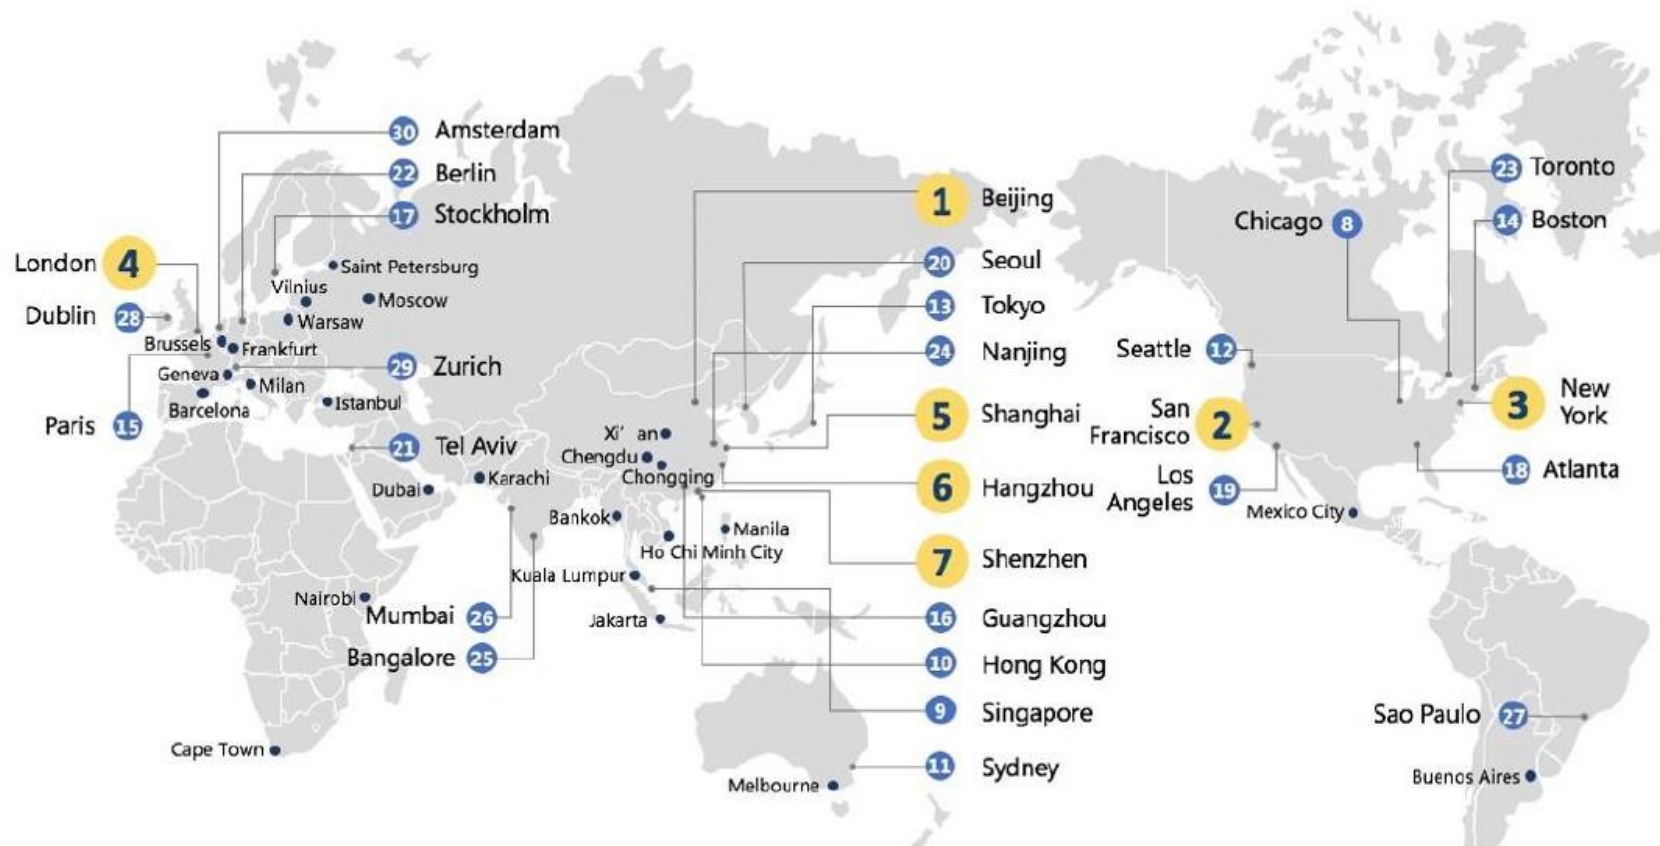 30 Amsterdam
22 Berlin
17 Stockholm
London 4
Dublin 28
Saint Petersburg
Vilnius
Moscow
Warsaw
Brussels
Frankfurt
Geneva
29 Zurich
Milan
Barcelona
Istanbul
Paris 15
21 Tel Aviv
Karachi
Dubai
Nairobi
Mumbai 26
Bangalore 25
Cape Town
Xi' an
Chengdu
Chongqing
Bankok
Manila
Ho Chi Minh City
Kuala Lumpur
Jakarta
Melbourne
1 Beijing
20 Seoul
13 Tokyo
24 Nanjing
5 Shanghai
6 Hangzhou
7 Shenzhen
16 Guangzhou
10 Hong Kong
9 Singapore
11 Sydney
23 Toronto
14 Boston
Chicago 8
Seattle 12
San
Francisco 2
3 New
York
Los
Angeles 19
18 Atlanta
Mexico City
Sao Paulo 27
Buenos Aires